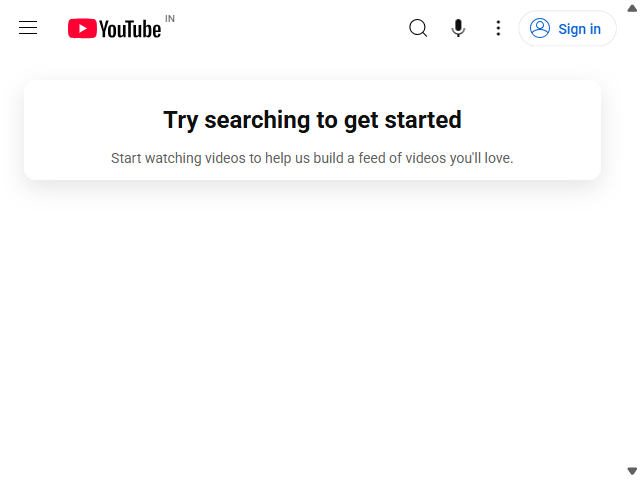 YouTube IN
Sign in
Try searching to get started
Start watching videos to help us build a feed of videos you'll love.